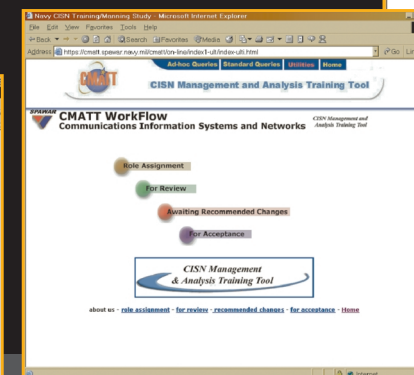 Navy CISN Training/Manning Study - Microsoft Internet Explorer
File Edit View Favorites Tools Help
Back Search Favorites Media
Address https://cmatt.spawar.navy.mil/cmatt/on-line/index1-ult/index-ult.html Go Lin
Ad-hoc Queries Standard Queries Utilities Home
CMATT
CISN Management and Analysis Training Tool
SPAWAR
CMATT WorkFlow
Communications Information Systems and Networks
CISN Management and
Analysis Training Tool
Role Assignment
For Review
Awaiting Recommended Changes
For Acceptance
CISN Management
& Analysis Training Tool
about us - role assignment - for review - recommended changes - for acceptance - Home
Internet